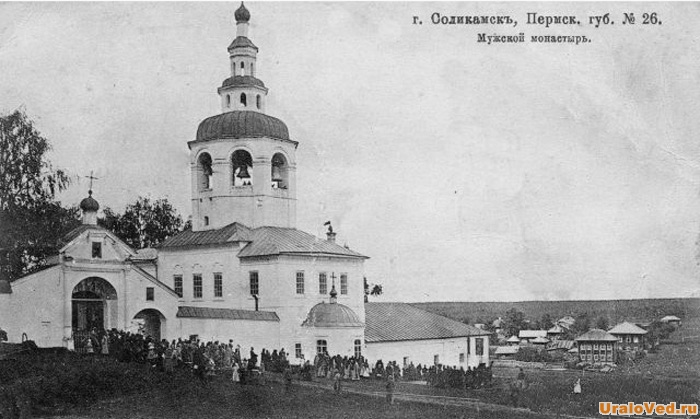 г. Соликамскъ, Пермск. губ. № 26.
Мужской монастырь.
UraloVed.ru